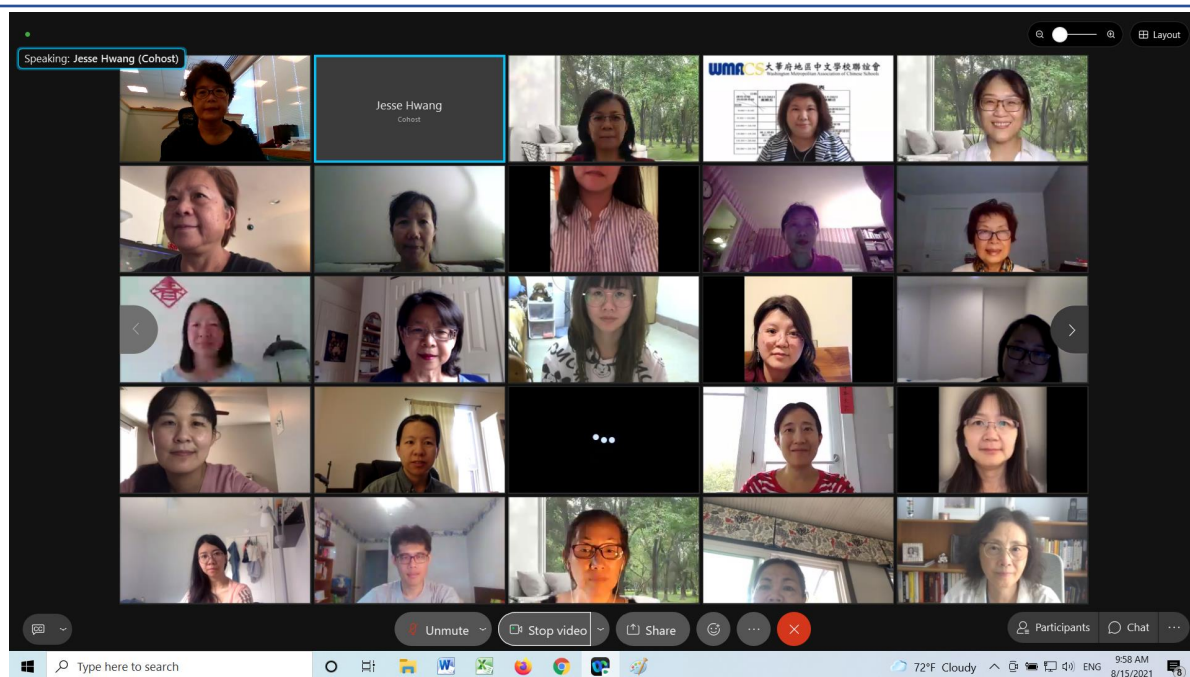 Layout
Speaking: Jesse Hwang (Cohost)
Jesse Hwang
Cohost
WMACS 大華府地區中文學校聯誼會
Washington Metropolitan Association of Chinese Schools
春
CC
Unmute
Stop video
Share
Participants
Chat
Type here to search
72°F Cloudy
ENG
9:58 AM
8/15/2021
8